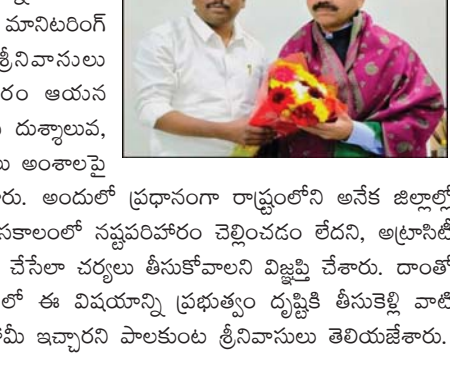 మానిటరింగ్
శ్రీనివాసులు
ఆయన
దుశ్శాలువ,
అంశాలపై
అందులో ప్రధానంగా రాష్ట్రంలోని అనేక జిల్లాల్లో
నష్టపరిహారం చెల్లించడం లేదని, అట్రాసిటీ
చేసేలా చర్యలు తీసుకోవాలని విజ్ఞప్తి చేశారు. దాంతో
ఈ విషయాన్ని ప్రభుత్వం దృష్టికి తీసుకెళ్లి వాటి
ఇచ్చారని పాలకుంట శ్రీనివాసులు తెలియజేశారు.